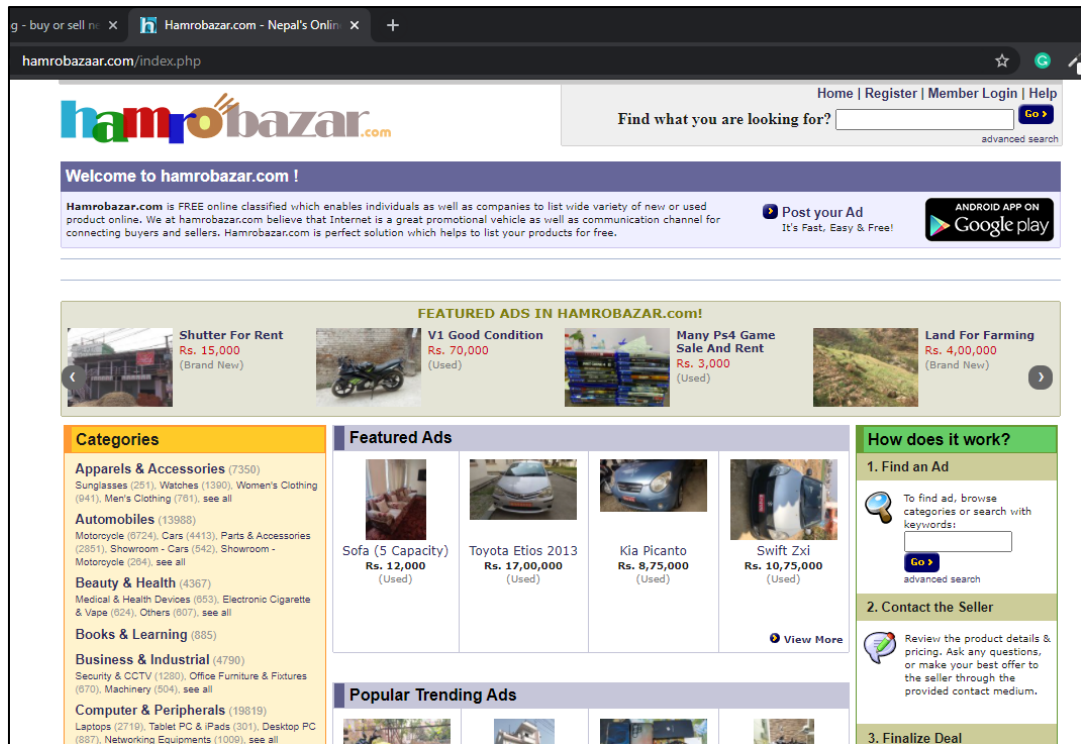 g - buy or sell ne
Hamrobazar.com - Nepal's Onlin
hamrobazaar.com/index.php
hamrobazar.com
Home | Register | Member Login | Help
Find what you are looking for?
Go
advanced search
Welcome to hamrobazar.com !
Hamrobazar.com is FREE online classified which enables individuals as well as companies to list wide variety of new or used
product online. We at hamrobazar.com believe that Internet is a great promotional vehicle as well as communication channel for
connecting buyers and sellers. Hamrobazar.com is perfect solution which helps to list your products for free.
Post your Ad
It's Fast, Easy & Free!
ANDROID APP ON
Google play
FEATURED ADS IN HAMROBAZAR.com!
Shutter For Rent
Rs. 15,000
(Brand New)
V1 Good Condition
Rs. 70,000
(Used)
Many Ps4 Game
Sale And Rent
Rs. 3,000
(Used)
Land For Farming
Rs. 4,00,000
(Brand New)
Categories
Apparels & Accessories (7350)
Sunglasses (251), Watches (1390), Women's Clothing
(941), Men's Clothing (761), see all
Automobiles (13988)
Motorcycle (6724), Cars (4413), Parts & Accessories
(2851), Showroom - Cars (542), Showroom -
Motorcycle (264), see all
Beauty & Health (4367)
Medical & Health Devices (653), Electronic Cigarette
& Vape (624), Others (607), see all
Books & Learning (885)
Business & Industrial (4790)
Security & CCTV (1280), Office Furniture & Fixtures
(670), Machinery (504), see all
Computer & Peripherals (19819)
Laptops (2719), Tablet PC & iPads (301), Desktop PC
(887), Networking Equipments (1009), see all
Featured Ads
Sofa (5 Capacity)
Rs. 12,000
(Used)
Toyota Etios 2013
Rs. 17,00,000
(Used)
Kia Picanto
Rs. 8,75,000
(Used)
Swift Zxi
Rs. 10,75,000
(Used)
View More
Popular Trending Ads
How does it work?
1. Find an Ad
To find ad, browse
categories or search with
keywords:
Go
advanced search
2. Contact the Seller
Review the product details &
pricing. Ask any questions,
or make your best offer to
the seller through the
provided contact medium.
3. Finalize Deal